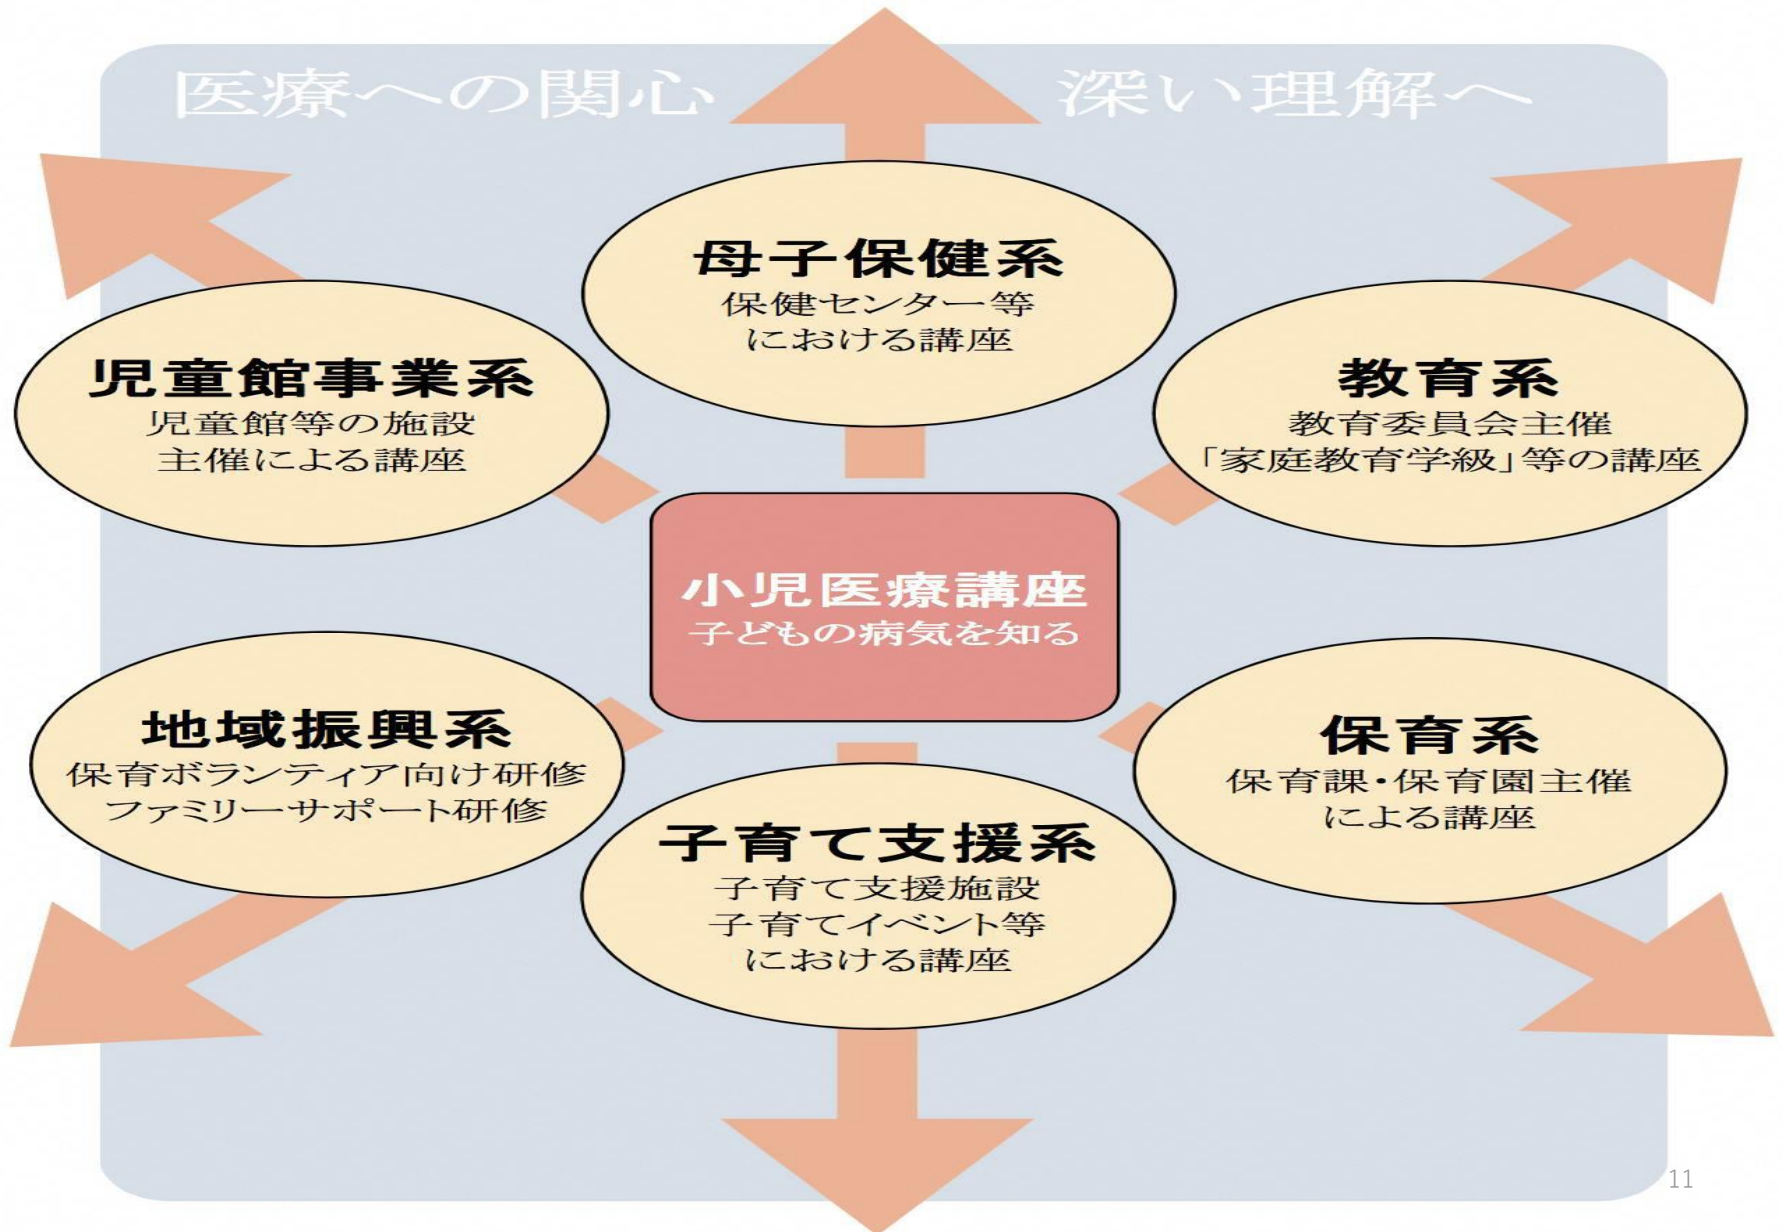 医療への関心
深い理解へ
母子保健系
保健センター等
における講座
児童館事業系
児童館等の施設
主催による講座
教育系
教育委員会主催
「家庭教育学級」等の講座
小児医療講座
子どもの病気を知る
地域振興系
保育ボランティア向け研修
ファミリーサポート研修
保育系
保育課・保育園主催
による講座
子育て支援系
子育て支援施設
子育てイベント等
における講座
11